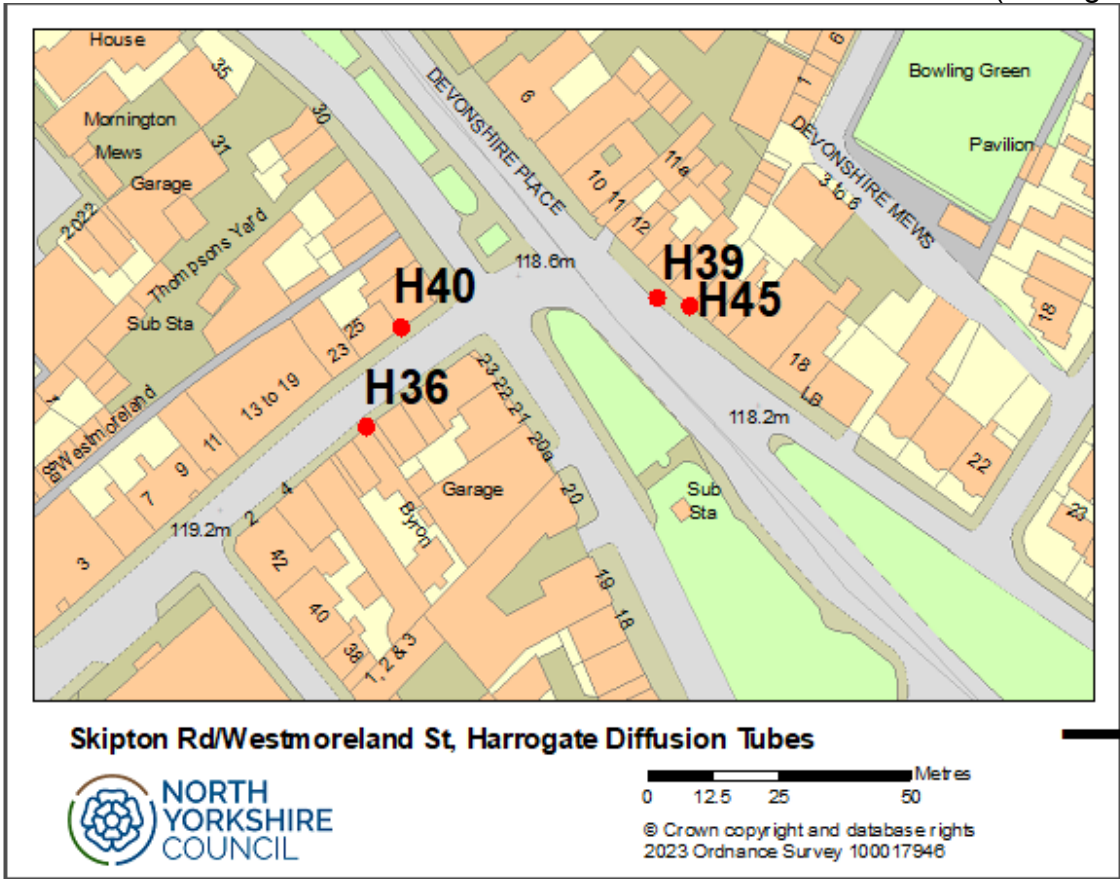 House
35
30
Mornington
Mews
31
Garage
2022
Thompsons Yard
Sub Sta
Westmoreland
DEVONSHIRE PLACE
6
10
11
12
11a
1
6
DEVONSHIRE MEWS
3 to 6
Bowling Green
Pavilion
18
118.6m
H39
H45
H40
H36
25
23
13 to 19
11
9
7
3
119.2m
2
4
42
40
38
1, 2 & 3
Byron
Garage
23
22
21
20a
20
19
18
Sub
Sta
118.2m
18
LB
22
23
Skipton Rd/Westmoreland St, Harrogate Diffusion Tubes
NORTH
YORKSHIRE
COUNCIL
Metres
0 12.5 25 50
© Crown copyright and database rights
2023 Ordnance Survey 100017946